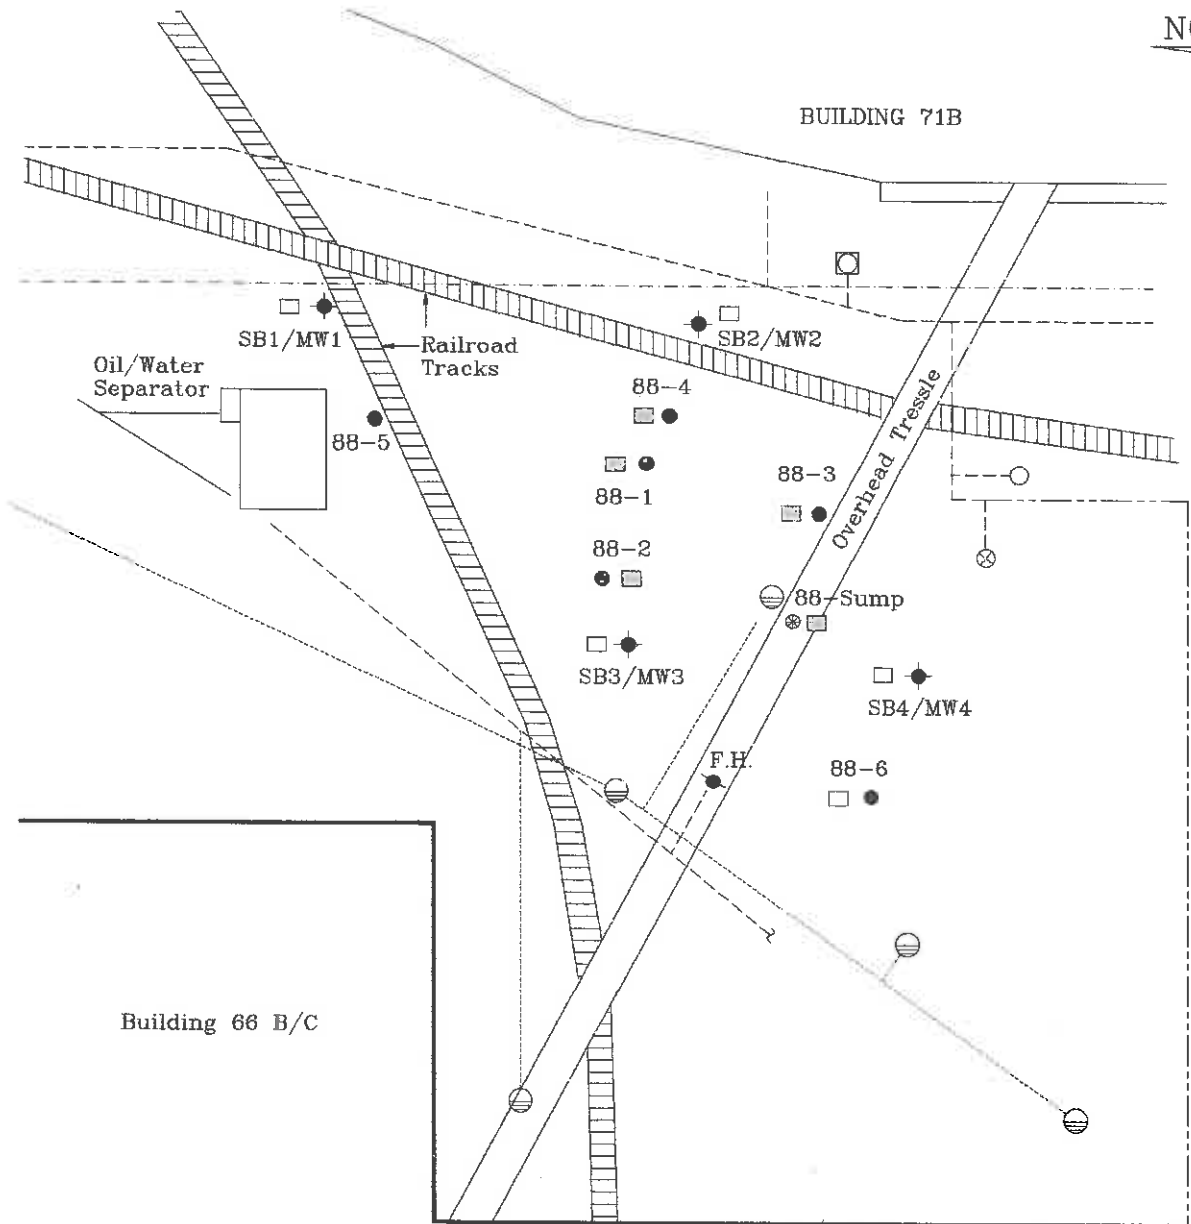 BUILDING 71B
SB1/MW1
SB2/MW2
Railroad
Tracks
Oil/Water
Separator
88-4
88-5
88-1
88-3
Overhead Tressle
88-2
88-Sump
SB3/MW3
SB4/MW4
F.H.
88-6
Building 66 B/C